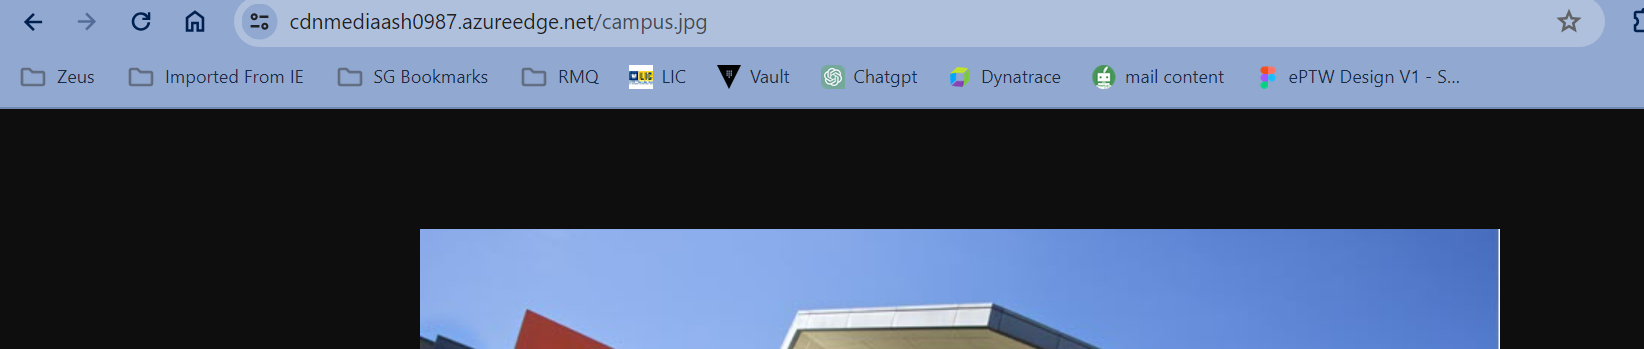 cdnmediaash0987.azureedge.net/campus.jpg
Zeus Imported From IE SG Bookmarks RMQ LIC LIC Vault Chatgpt Dynatrace mail content ePTW Design V1 - S...